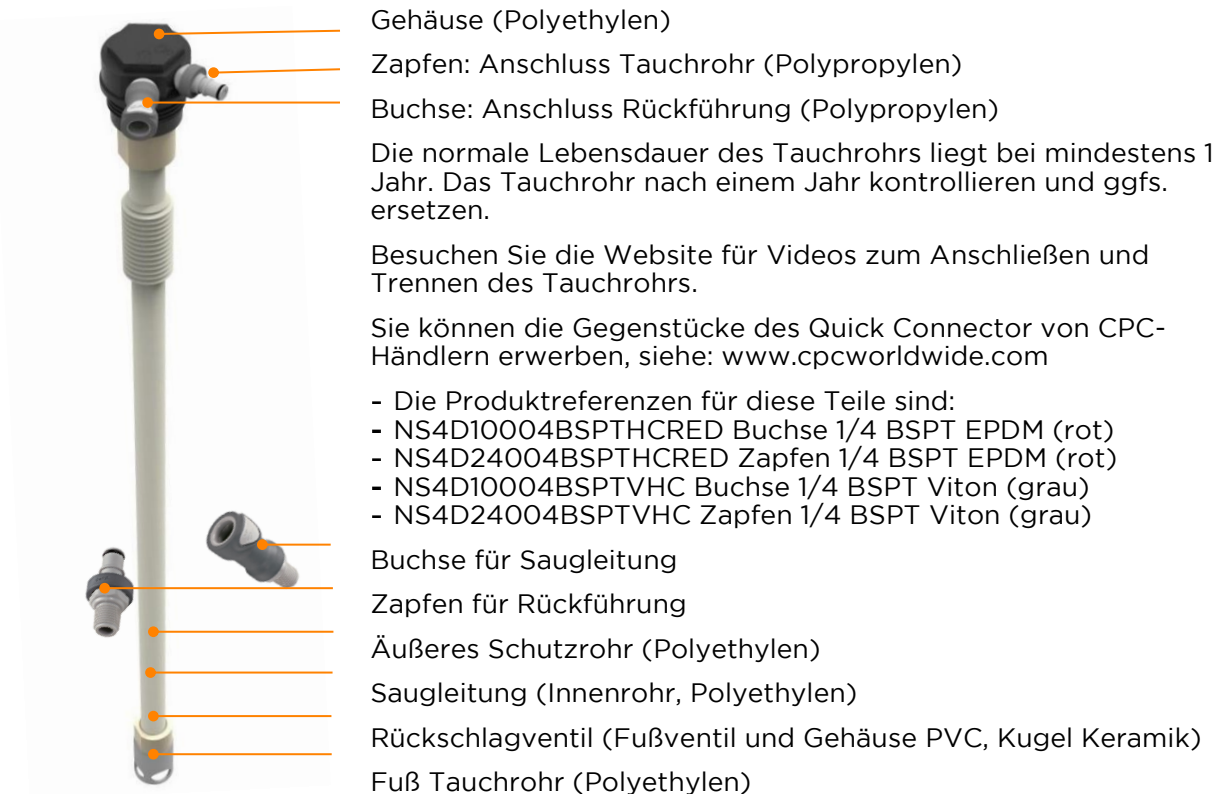 Gehäuse (Polyethylen)
Zapfen: Anschluss Tauchrohr (Polypropylen)
Buchse: Anschluss Rückführung (Polypropylen)
Die normale Lebensdauer des Tauchrohrs liegt bei mindestens 1
Jahr. Das Tauchrohr nach einem Jahr kontrollieren und ggfs.
ersetzen.
Besuchen Sie die Website für Videos zum Anschließen und
Trennen des Tauchrohrs.
Sie können die Gegenstücke des Quick Connector von CPC-
Händlern erwerben, siehe: www.cpcworldwide.com
- Die Produktreferenzen für diese Teile sind:
- NS4D10004BSPTHCRED Buchse 1/4 BSPT EPDM (rot)
- NS4D24004BSPTHCRED Zapfen 1/4 BSPT EPDM (rot)
- NS4D10004BSPTVHC Buchse 1/4 BSPT Viton (grau)
- NS4D24004BSPTVHC Zapfen 1/4 BSPT Viton (grau)
Buchse für Saugleitung
Zapfen für Rückführung
Äußeres Schutzrohr (Polyethylen)
Saugleitung (Innenrohr, Polyethylen)
Rückschlagventil (Fußventil und Gehäuse PVC, Kugel Keramik)
Fuß Tauchrohr (Polyethylen)